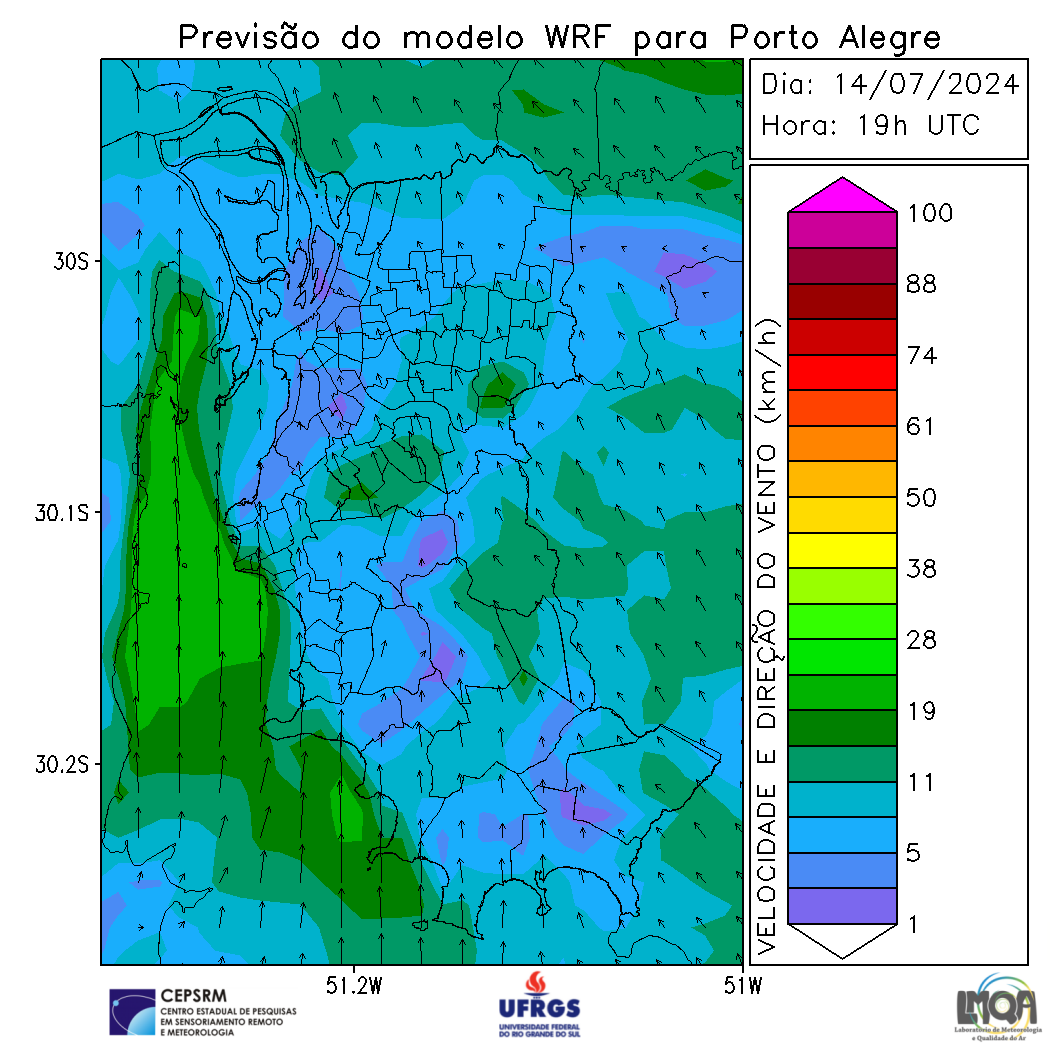 Previsão do modelo WRF para Porto Alegre
Dia: 14/07/2024
Hora: 19h UTC
30S
30.1S
30.2S
51.2W
51W
VELOCIDADE E DIREÇÃO DO VENTO (km/h)
100
88
74
61
50
38
28
19
11
5
1
CEPSRM
CENTRO ESTADUAL DE PESQUISAS
EM SENSORIAMENTO REMOTO
E METEOROLOGIA
UFRGS
UNIVERSIDADE FEDERAL
DO RIO GRANDE DO SUL
LMQA
Laboratório de Meteorologia
e Qualidade do Ar